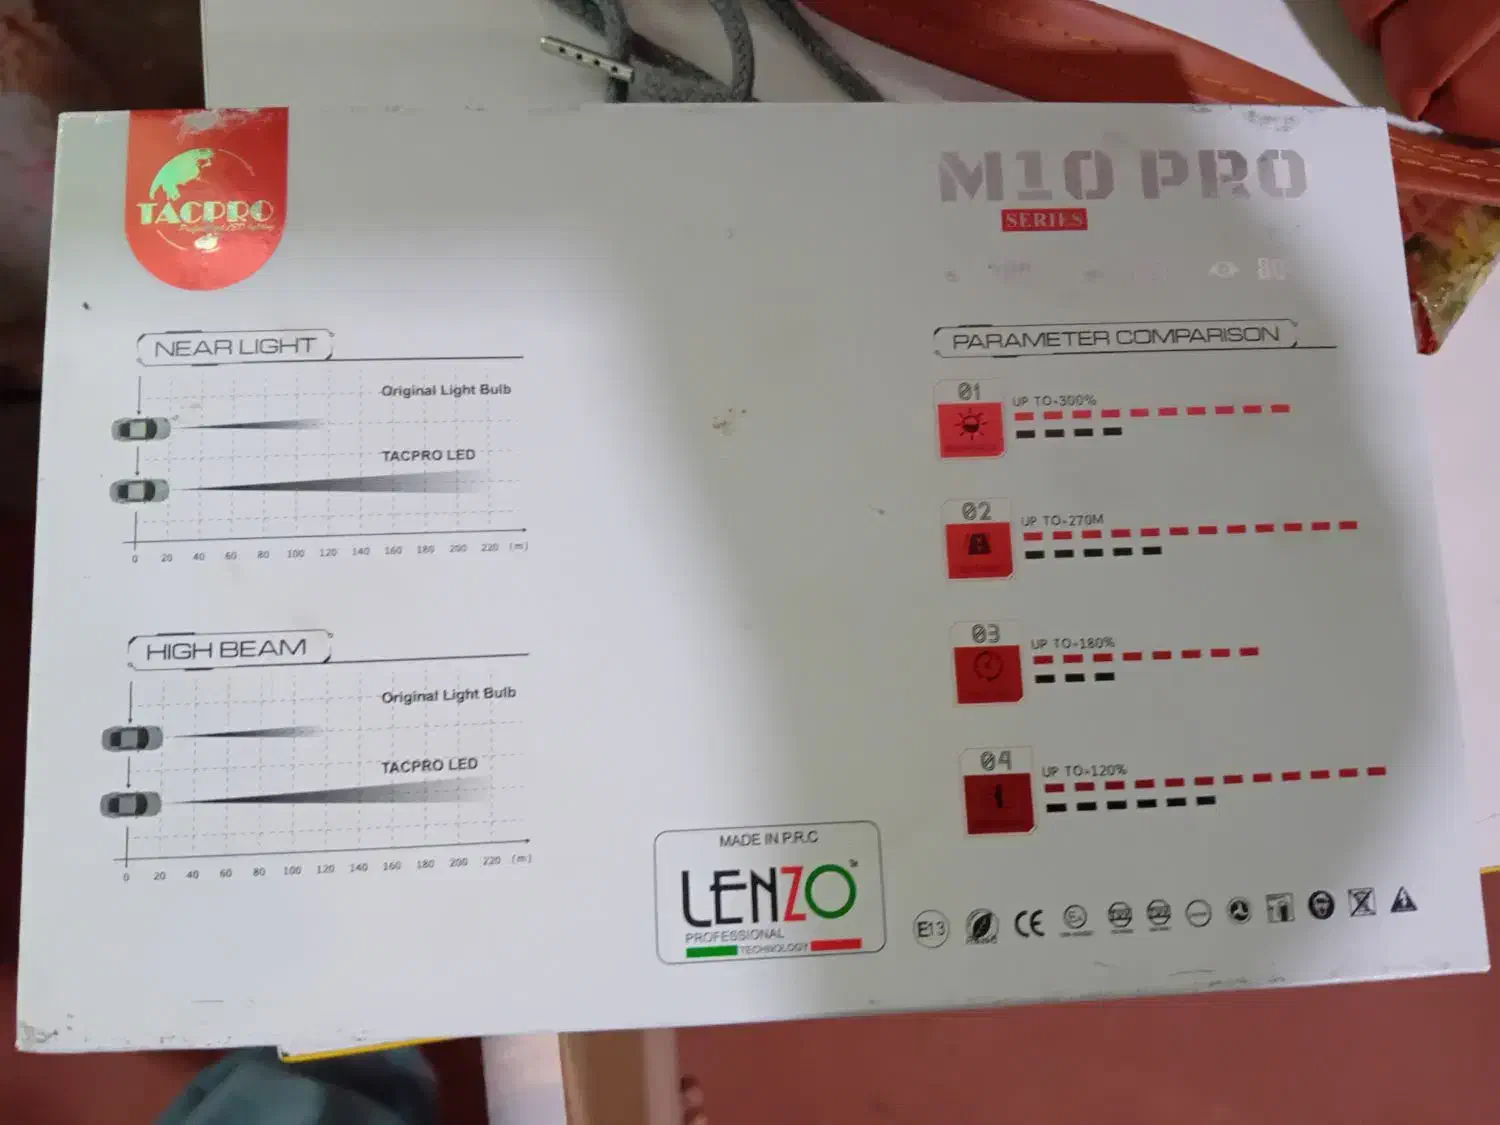 TACPRO
M10 PRO
SERIES
80
NEAR LIGHT
Original Light Bulb
TACPRO LED
0 20 40 60 80 100 120 140 160 180 200 220 (m)
HIGH BEAM
Original Light Bulb
TACPRO LED
0 20 40 60 80 100 120 140 160 180 200 220 (m)
PARAMETER COMPARISON
01
UP TO+300%
02
UP TO+270M
03
UP TO+180%
04
UP TO+120%
MADE IN P.R.C
LENZO
PROFESSIONAL
TECHNOLOGY
E13
CE